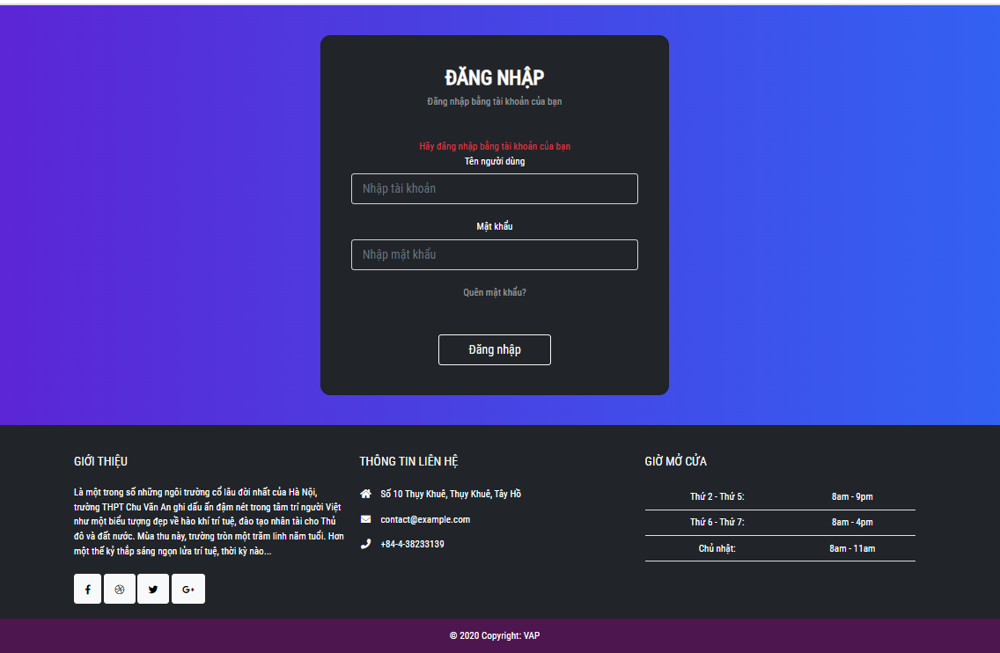 ĐĂNG NHẬP
Đăng nhập bằng tài khoản của bạn
Hãy đăng nhập bằng tài khoản của bạn
Tên người dùng
Nhập tài khoản
Mật khẩu
Nhập mật khẩu
Quên mật khẩu?
Đăng nhập
GIỚI THIỆU
Là một trong số những ngôi trường cổ lâu đời nhất của Hà Nội,
trường THPT Chu Văn An ghi dấu ấn đậm nét trong tâm trí người Việt
như một biểu tượng đẹp về hào khí trí tuệ, đào tạo nhân tài cho Thủ
đô và đất nước. Mùa thu này, trường tròn một trăm linh năm tuổi. Hơn
một thế kỷ thắp sáng ngọn lửa trí tuệ, thời kỳ nào...
THÔNG TIN LIÊN HỆ
Số 10 Thụy Khuê, Thụy Khuê, Tây Hồ
contact@example.com
+84-4-38233139
GIỜ MỞ CỬA
Thứ 2 - Thứ 5: 8am - 9pm
Thứ 6 - Thứ 7: 8am - 4pm
Chủ nhật: 8am - 11am
© 2020 Copyright: VAP